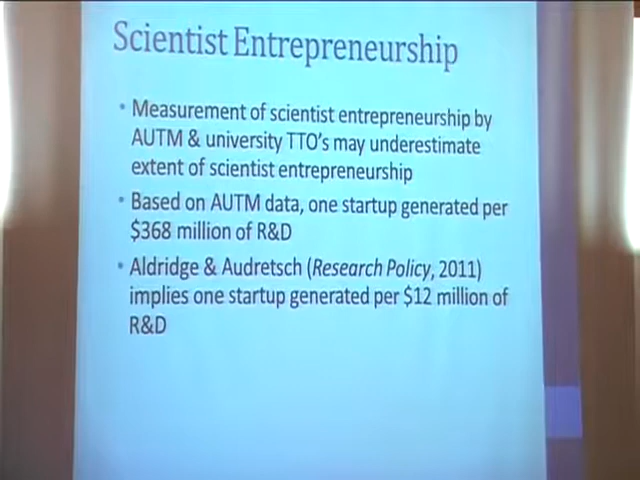 Scientist Entrepreneurship
• Measurement of scientist entrepreneurship by
AUTM & university TTO's may underestimate
extent of scientist entrepreneurship
• Based on AUTM data, one startup generated per
$368 million of R&D
• Aldridge & Audretsch (Research Policy, 2011)
implies one startup generated per $12 million of
R&D